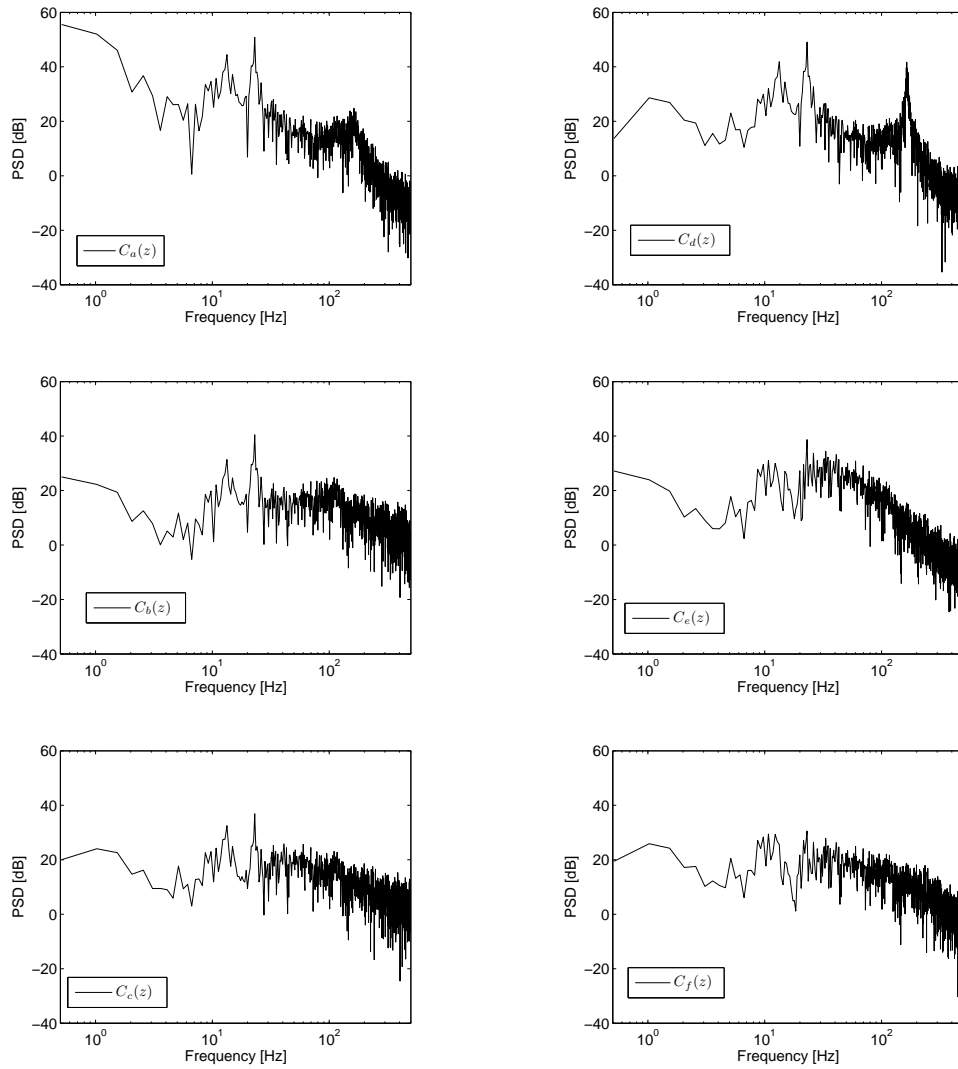 60
40
20
0
−20
−40
PSD [dB]
C_a(z)
10^0 10^1 10^2
Frequency [Hz]
60
40
20
0
−20
−40
PSD [dB]
C_d(z)
10^0 10^1 10^2
Frequency [Hz]
60
40
20
0
−20
−40
PSD [dB]
C_b(z)
10^0 10^1 10^2
Frequency [Hz]
60
40
20
0
−20
−40
PSD [dB]
C_e(z)
10^0 10^1 10^2
Frequency [Hz]
60
40
20
0
−20
−40
PSD [dB]
C_c(z)
10^0 10^1 10^2
Frequency [Hz]
60
40
20
0
−20
−40
PSD [dB]
C_f(z)
10^0 10^1 10^2
Frequency [Hz]